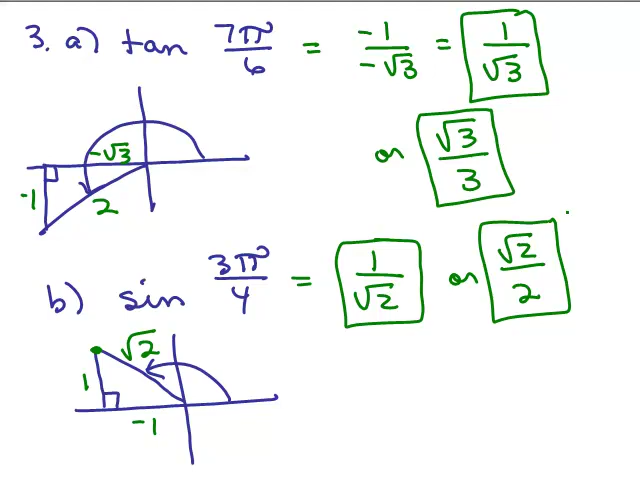 3. a) tan 7π/6 = -1/-√3 = 1/√3
or √3/3
-√3
-1
2
b) sin 3π/4 = 1/√2 or √2/2
√2
1
-1